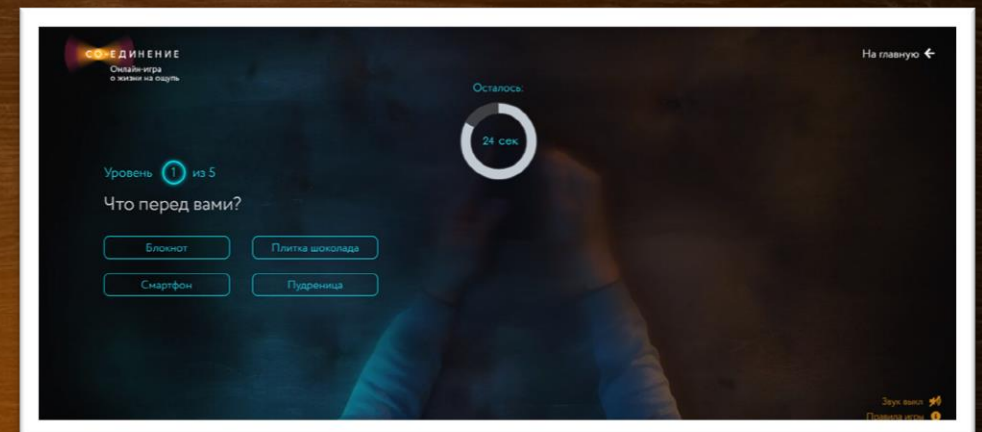 СО-ЕДИНЕНИЕ
Онлайн-игра
о жизни на ощупь
На главную
Осталось:
24 сек
Уровень 1 из 5
Что перед вами?
Блокнот
Плитка шоколада
Смартфон
Пудреница
Звук выкл
Правила игры